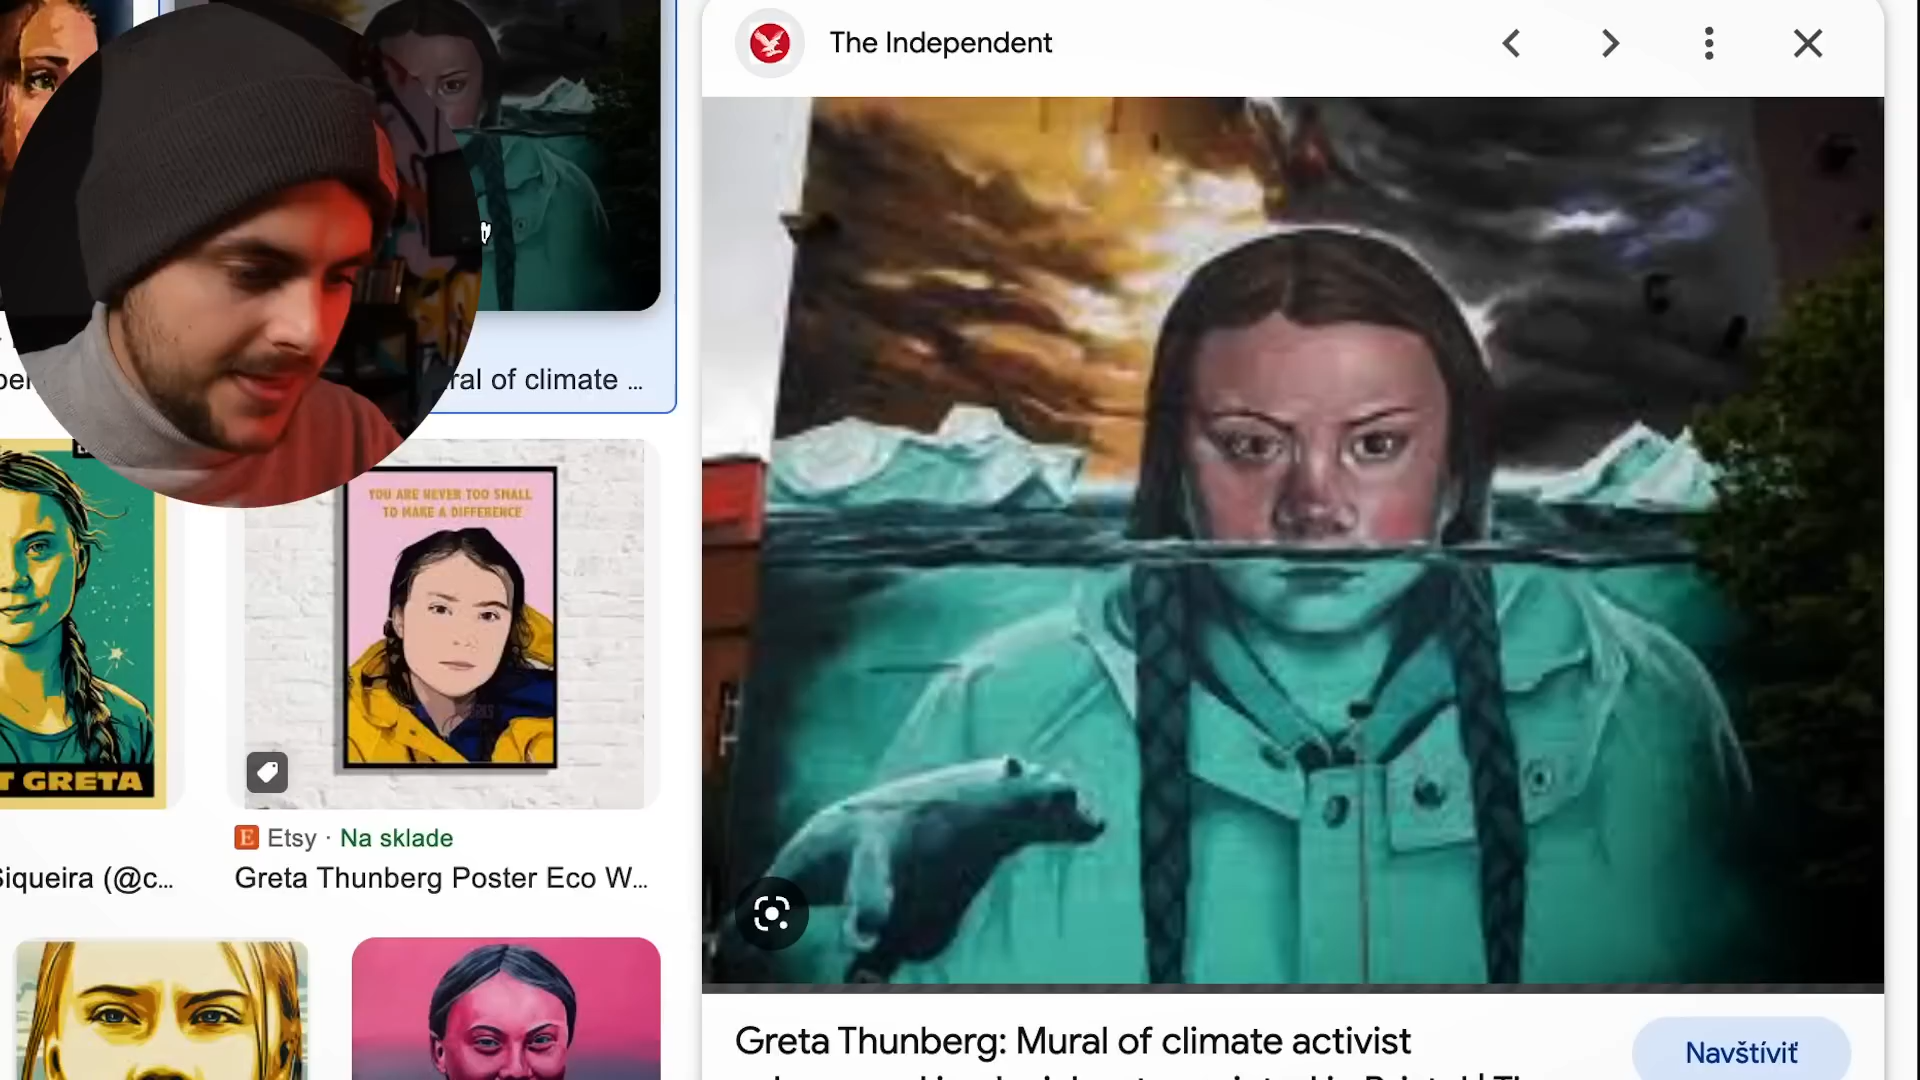 The Independent
ral of climate ...
YOU ARE NEVER TOO SMALL
TO MAKE A DIFFERENCE
T GRETA
Etsy · Na sklade
Siqueira (@c...
Greta Thunberg Poster Eco W...
Greta Thunberg: Mural of climate activist
Navštíviť